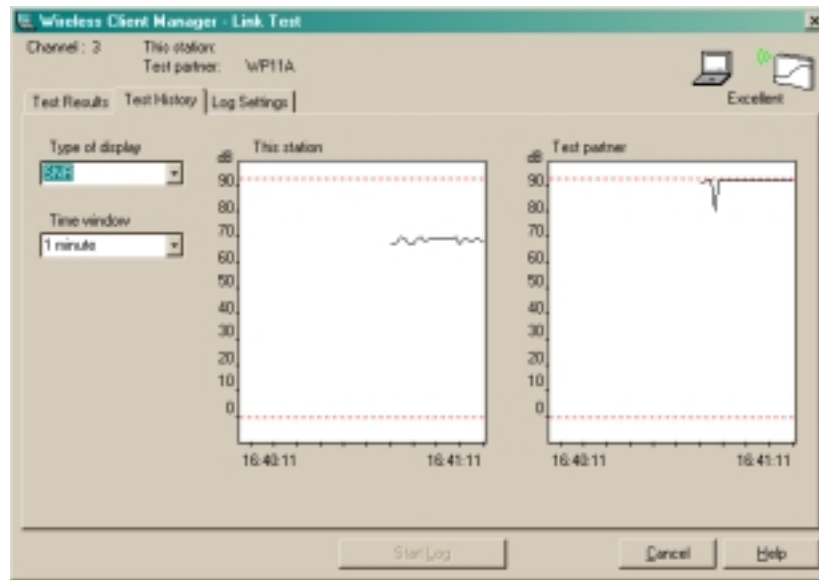 Wireless Client Manager - Link Test
Channel : 3 This station:
Test partner: WP11A
Excellent
Test Results Test History Log Settings
Type of display
SNR
Time window
1 minute
This station
dB
90
80
70
60
50
40
30
20
10
0
16:40:11 16:41:11
Test partner
dB
90
80
70
60
50
40
30
20
10
0
16:40:11 16:41:11
Start Log Cancel Help